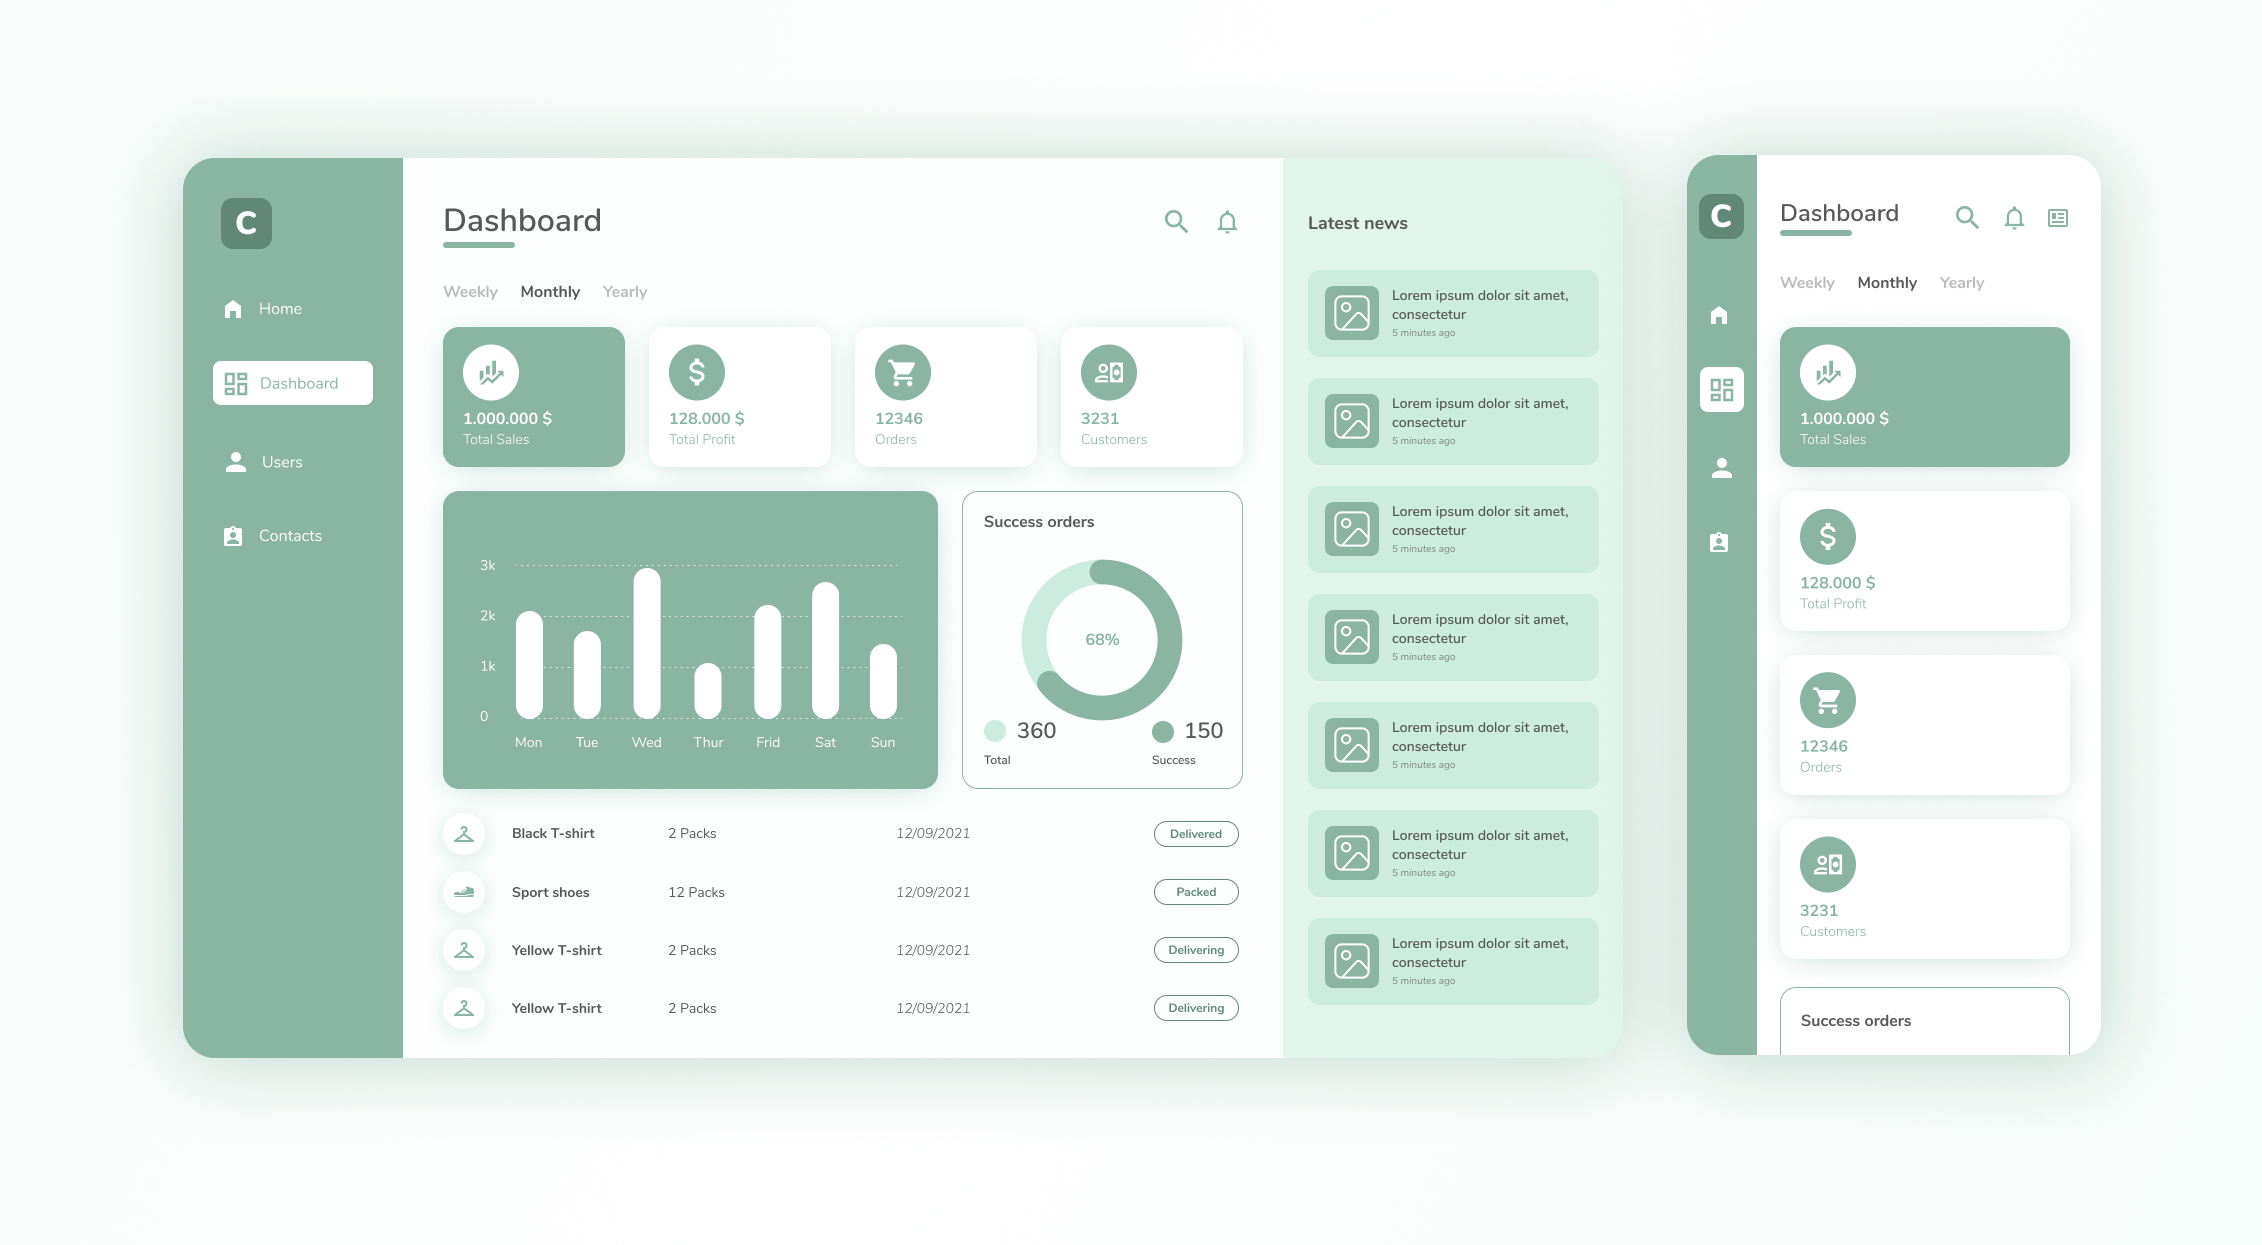 C
Home
Dashboard
Users
Contacts
Dashboard
Weekly Monthly Yearly
1.000.000 $
Total Sales
128.000 $
Total Profit
12346
Orders
3231
Customers
3k
2k
1k
0
Mon Tue Wed Thur Frid Sat Sun
Success orders
68%
360
Total
150
Success
Black T-shirt 2 Packs 12/09/2021 Delivered
Sport shoes 12 Packs 12/09/2021 Packed
Yellow T-shirt 2 Packs 12/09/2021 Delivering
Yellow T-shirt 2 Packs 12/09/2021 Delivering
Latest news
Lorem ipsum dolor sit amet,
consectetur
5 minutes ago
Lorem ipsum dolor sit amet,
consectetur
5 minutes ago
Lorem ipsum dolor sit amet,
consectetur
5 minutes ago
Lorem ipsum dolor sit amet,
consectetur
5 minutes ago
Lorem ipsum dolor sit amet,
consectetur
5 minutes ago
Lorem ipsum dolor sit amet,
consectetur
5 minutes ago
Lorem ipsum dolor sit amet,
consectetur
5 minutes ago
C
Dashboard
Weekly Monthly Yearly
1.000.000 $
Total Sales
128.000 $
Total Profit
12346
Orders
3231
Customers
Success orders